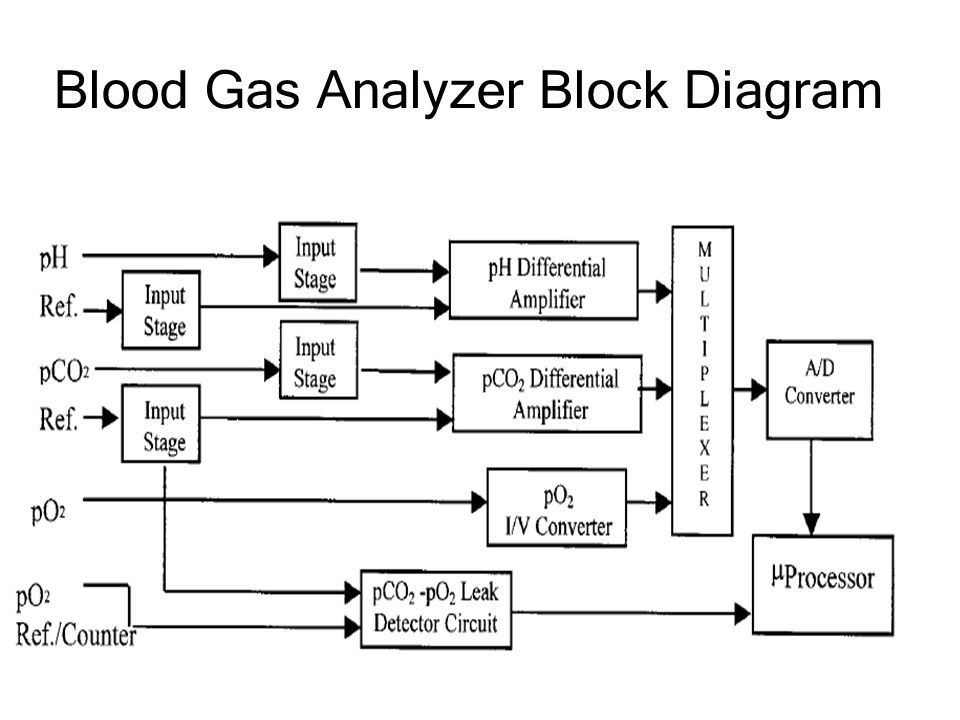 Blood Gas Analyzer Block Diagram
pH
Input
Stage
Ref.
Input
Stage
pH Differential
Amplifier
pCO₂
Input
Stage
Ref.
Input
Stage
pCO₂ Differential
Amplifier
pO₂
pO₂
I/V Converter
MULTIPLEXER
A/D
Converter
µProcessor
pO₂
Ref./Counter
pCO₂ -pO₂ Leak
Detector Circuit